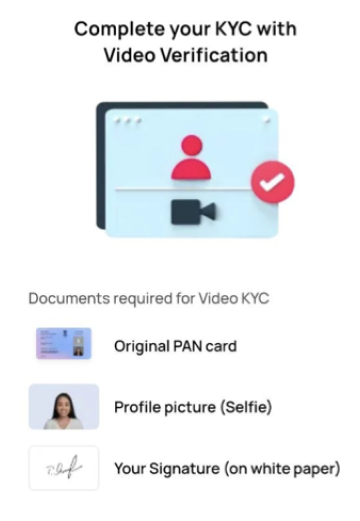 Complete your KYC with
Video Verification
Documents required for Video KYC
Original PAN card
Profile picture (Selfie)
Your Signature (on white paper)